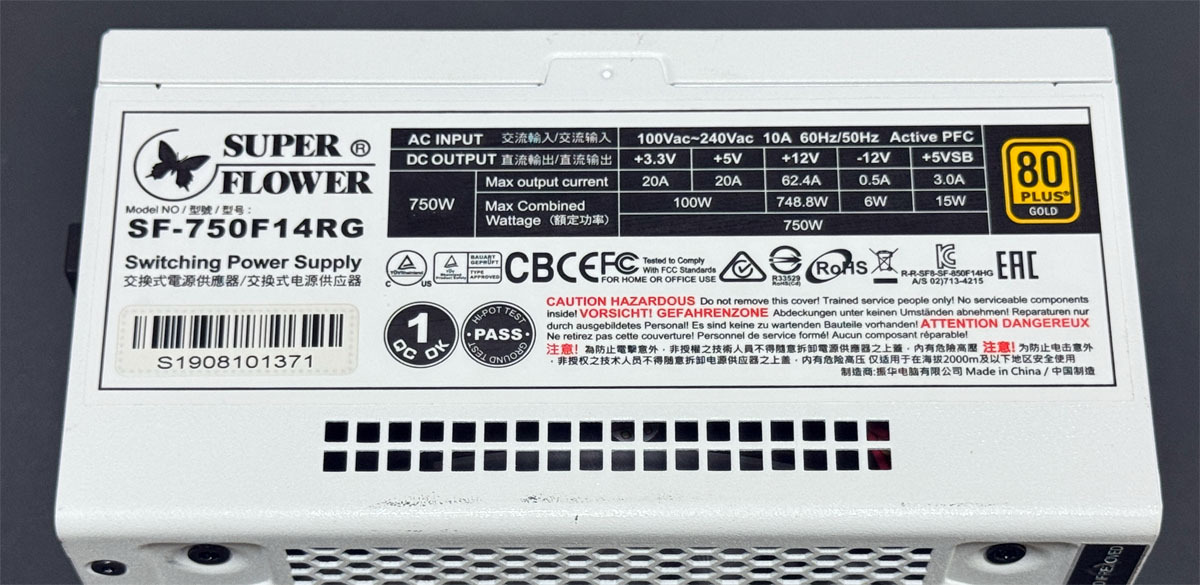 SUPER ®
FLOWER
Model NO / 型號 / 型号 :
SF-750F14RG
Switching Power Supply
交換式電源供應器/交换式电源供应器
S1908101371
AC INPUT 交流輸入/交流输入 100Vac~240Vac 10A 60Hz/50Hz Active PFC
DC OUTPUT 直流輸出/直流输出 +3.3V +5V +12V -12V +5VSB
750W Max output current 20A 20A 62.4A 0.5A 3.0A
Max Combined Wattage (額定功率) 100W 748.8W 6W 15W
750W
80
PLUS®
GOLD
TÜVRheinland
C US
BAUART GEPRÜFT
TYPE APPROVED
CB CE FC Tested to Comply
With FCC Standards
FOR HOME OR OFFICE USE
R33529
RoHS(Cd)
RoHS
R-R-SF8-SF-850F14HG
A/S 02)713-4215
EAC
1
QC OK
HI-POT TEST
PASS
GROUND TEST
CAUTION HAZARDOUS Do not remove this cover! Trained service people only! No serviceable components
inside! VORSICHT! GEFAHRENZONE Abdeckungen unter keinen Umständen abnehmen! Reparaturen nur
durch ausgebildetes Personal! Es sind keine zu wartenden Bauteile vorhanden! ATTENTION DANGEREUX
Ne retirez pas cette couverture! Personnel de service formé! Aucun composant réparable!
注意! 為防止電擊意外，非授權之技術人員不得隨意拆卸電源供應器之上蓋，內有危險高壓 注意! 为防止电击意外
，非授权之技术人员不得随意拆卸电源供应器之上盖，内有危险高压 仅适用于在海拔2000m及以下地区安全使用
制造商:振华电脑有限公司 Made in China / 中国制造